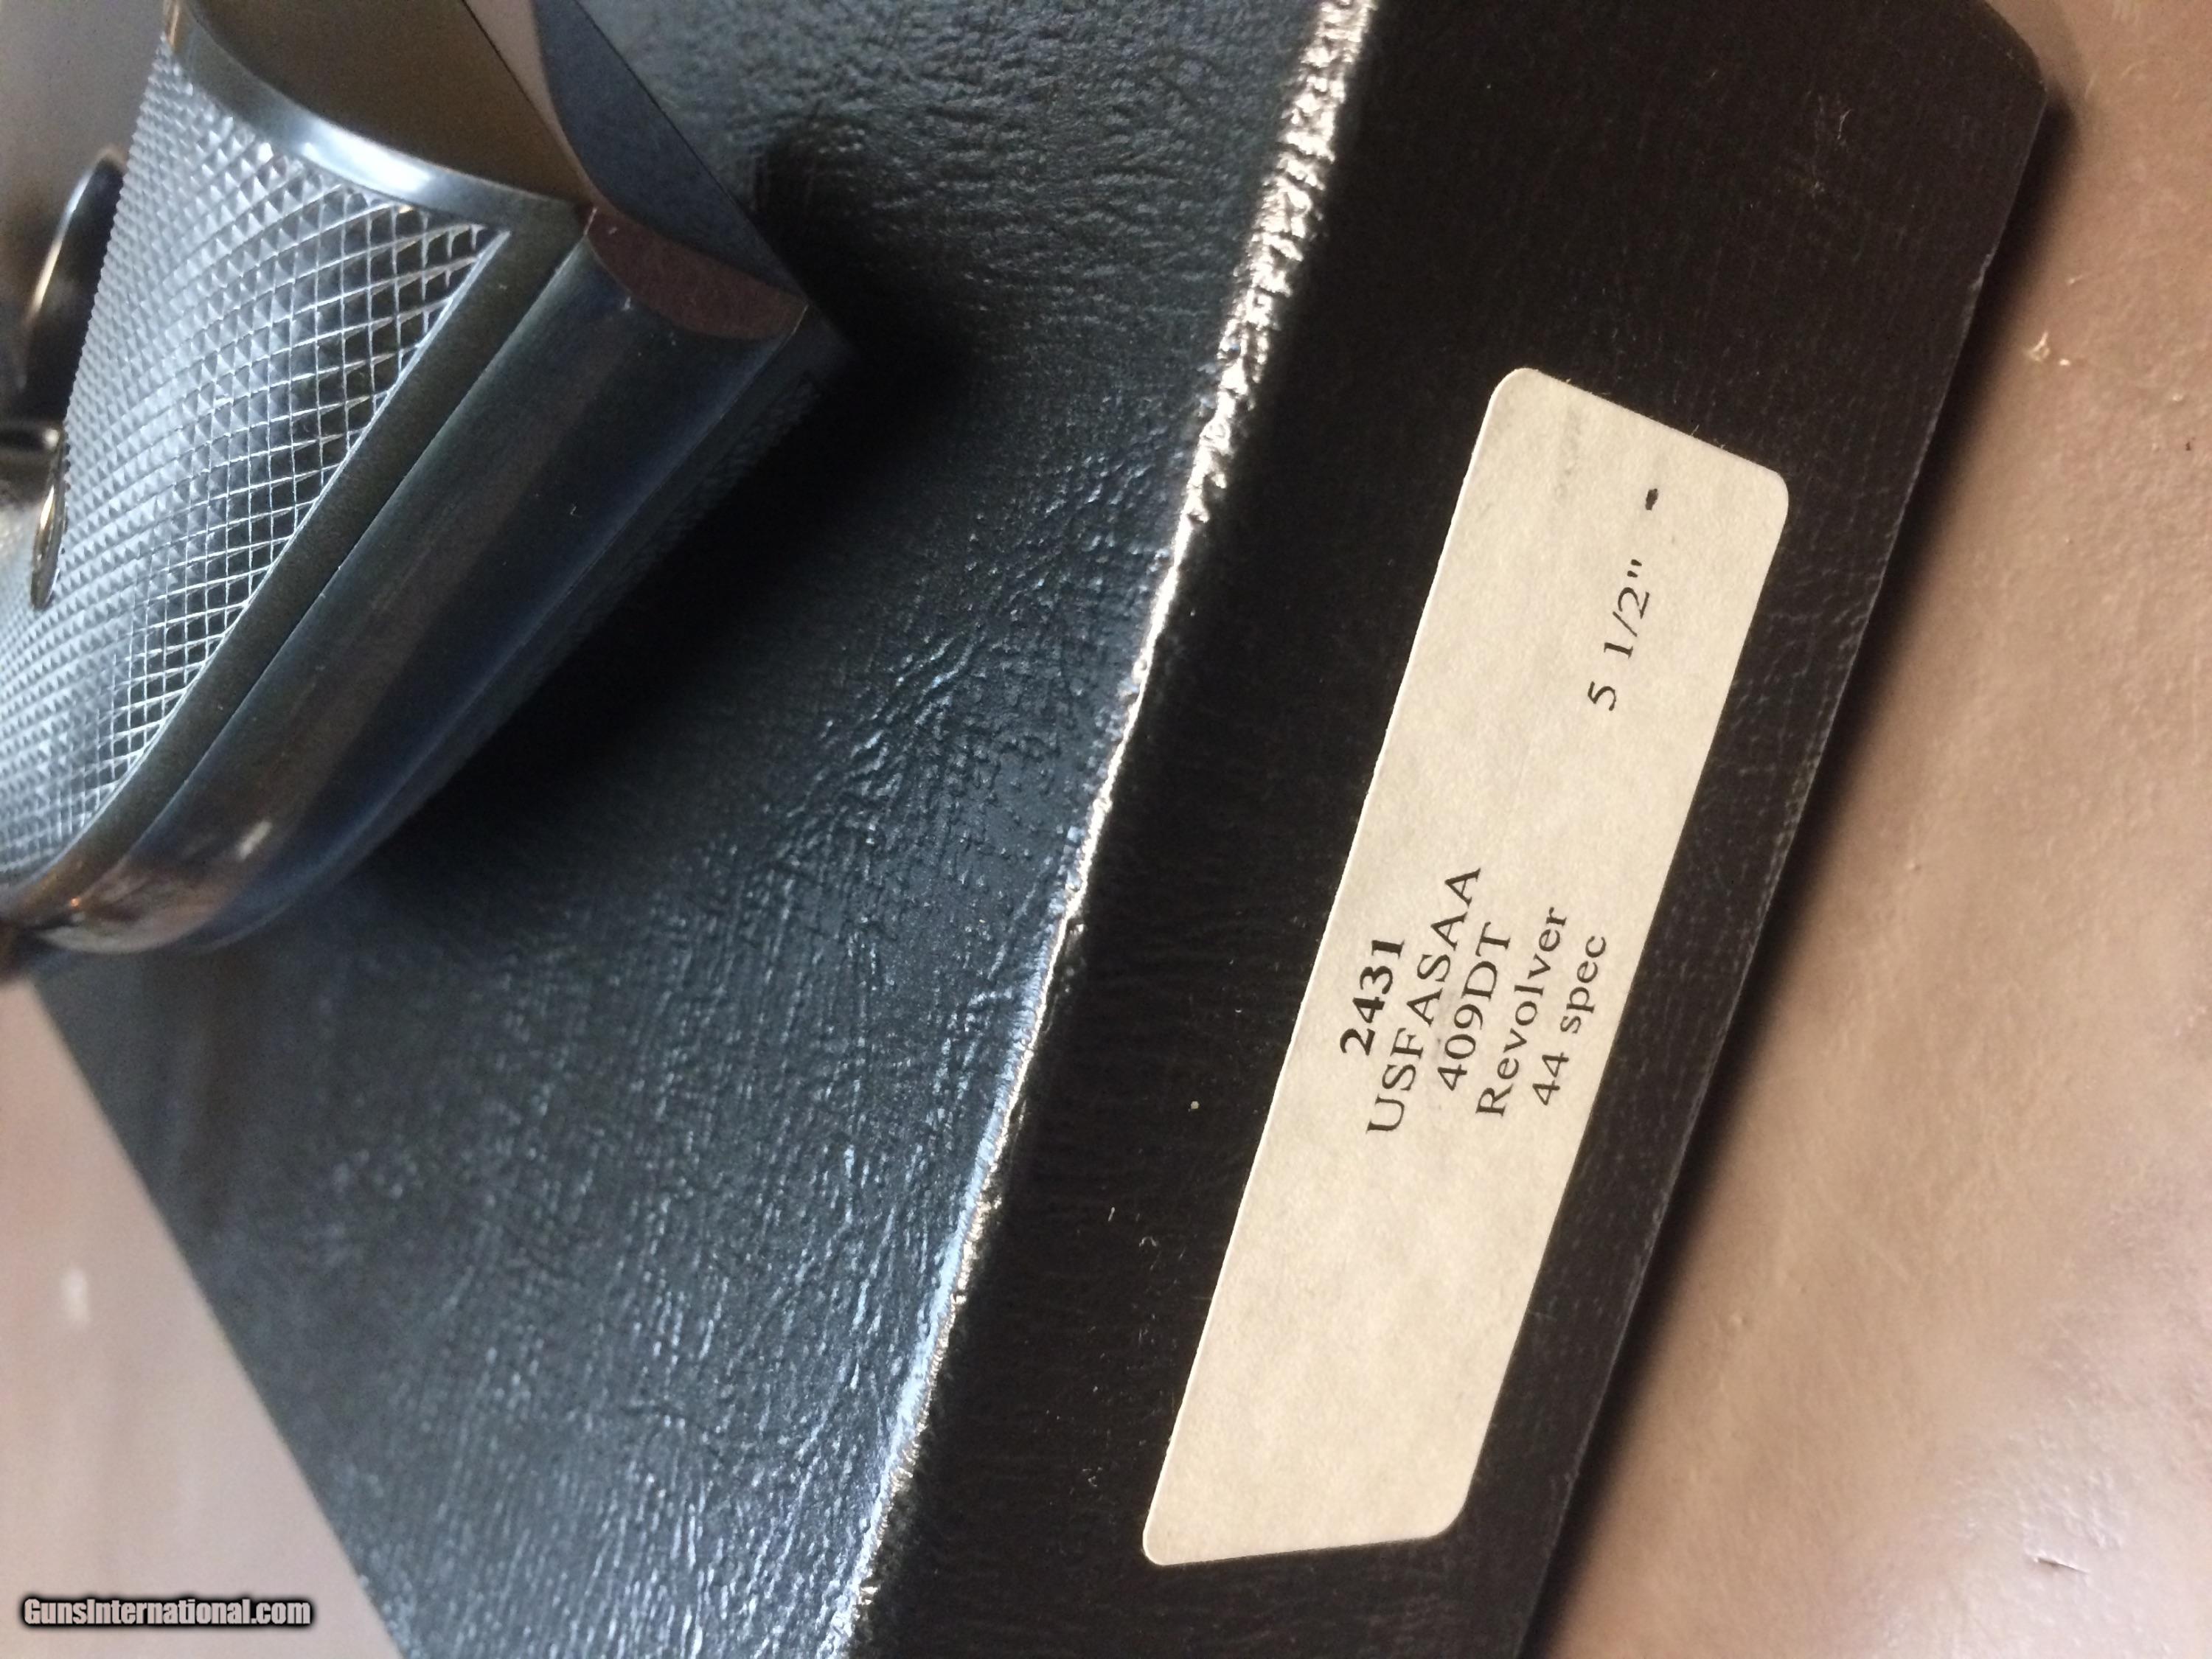 2431
USFASAA
409DT
Revolver
44 spec
5 1/2"
GunsInternational.com